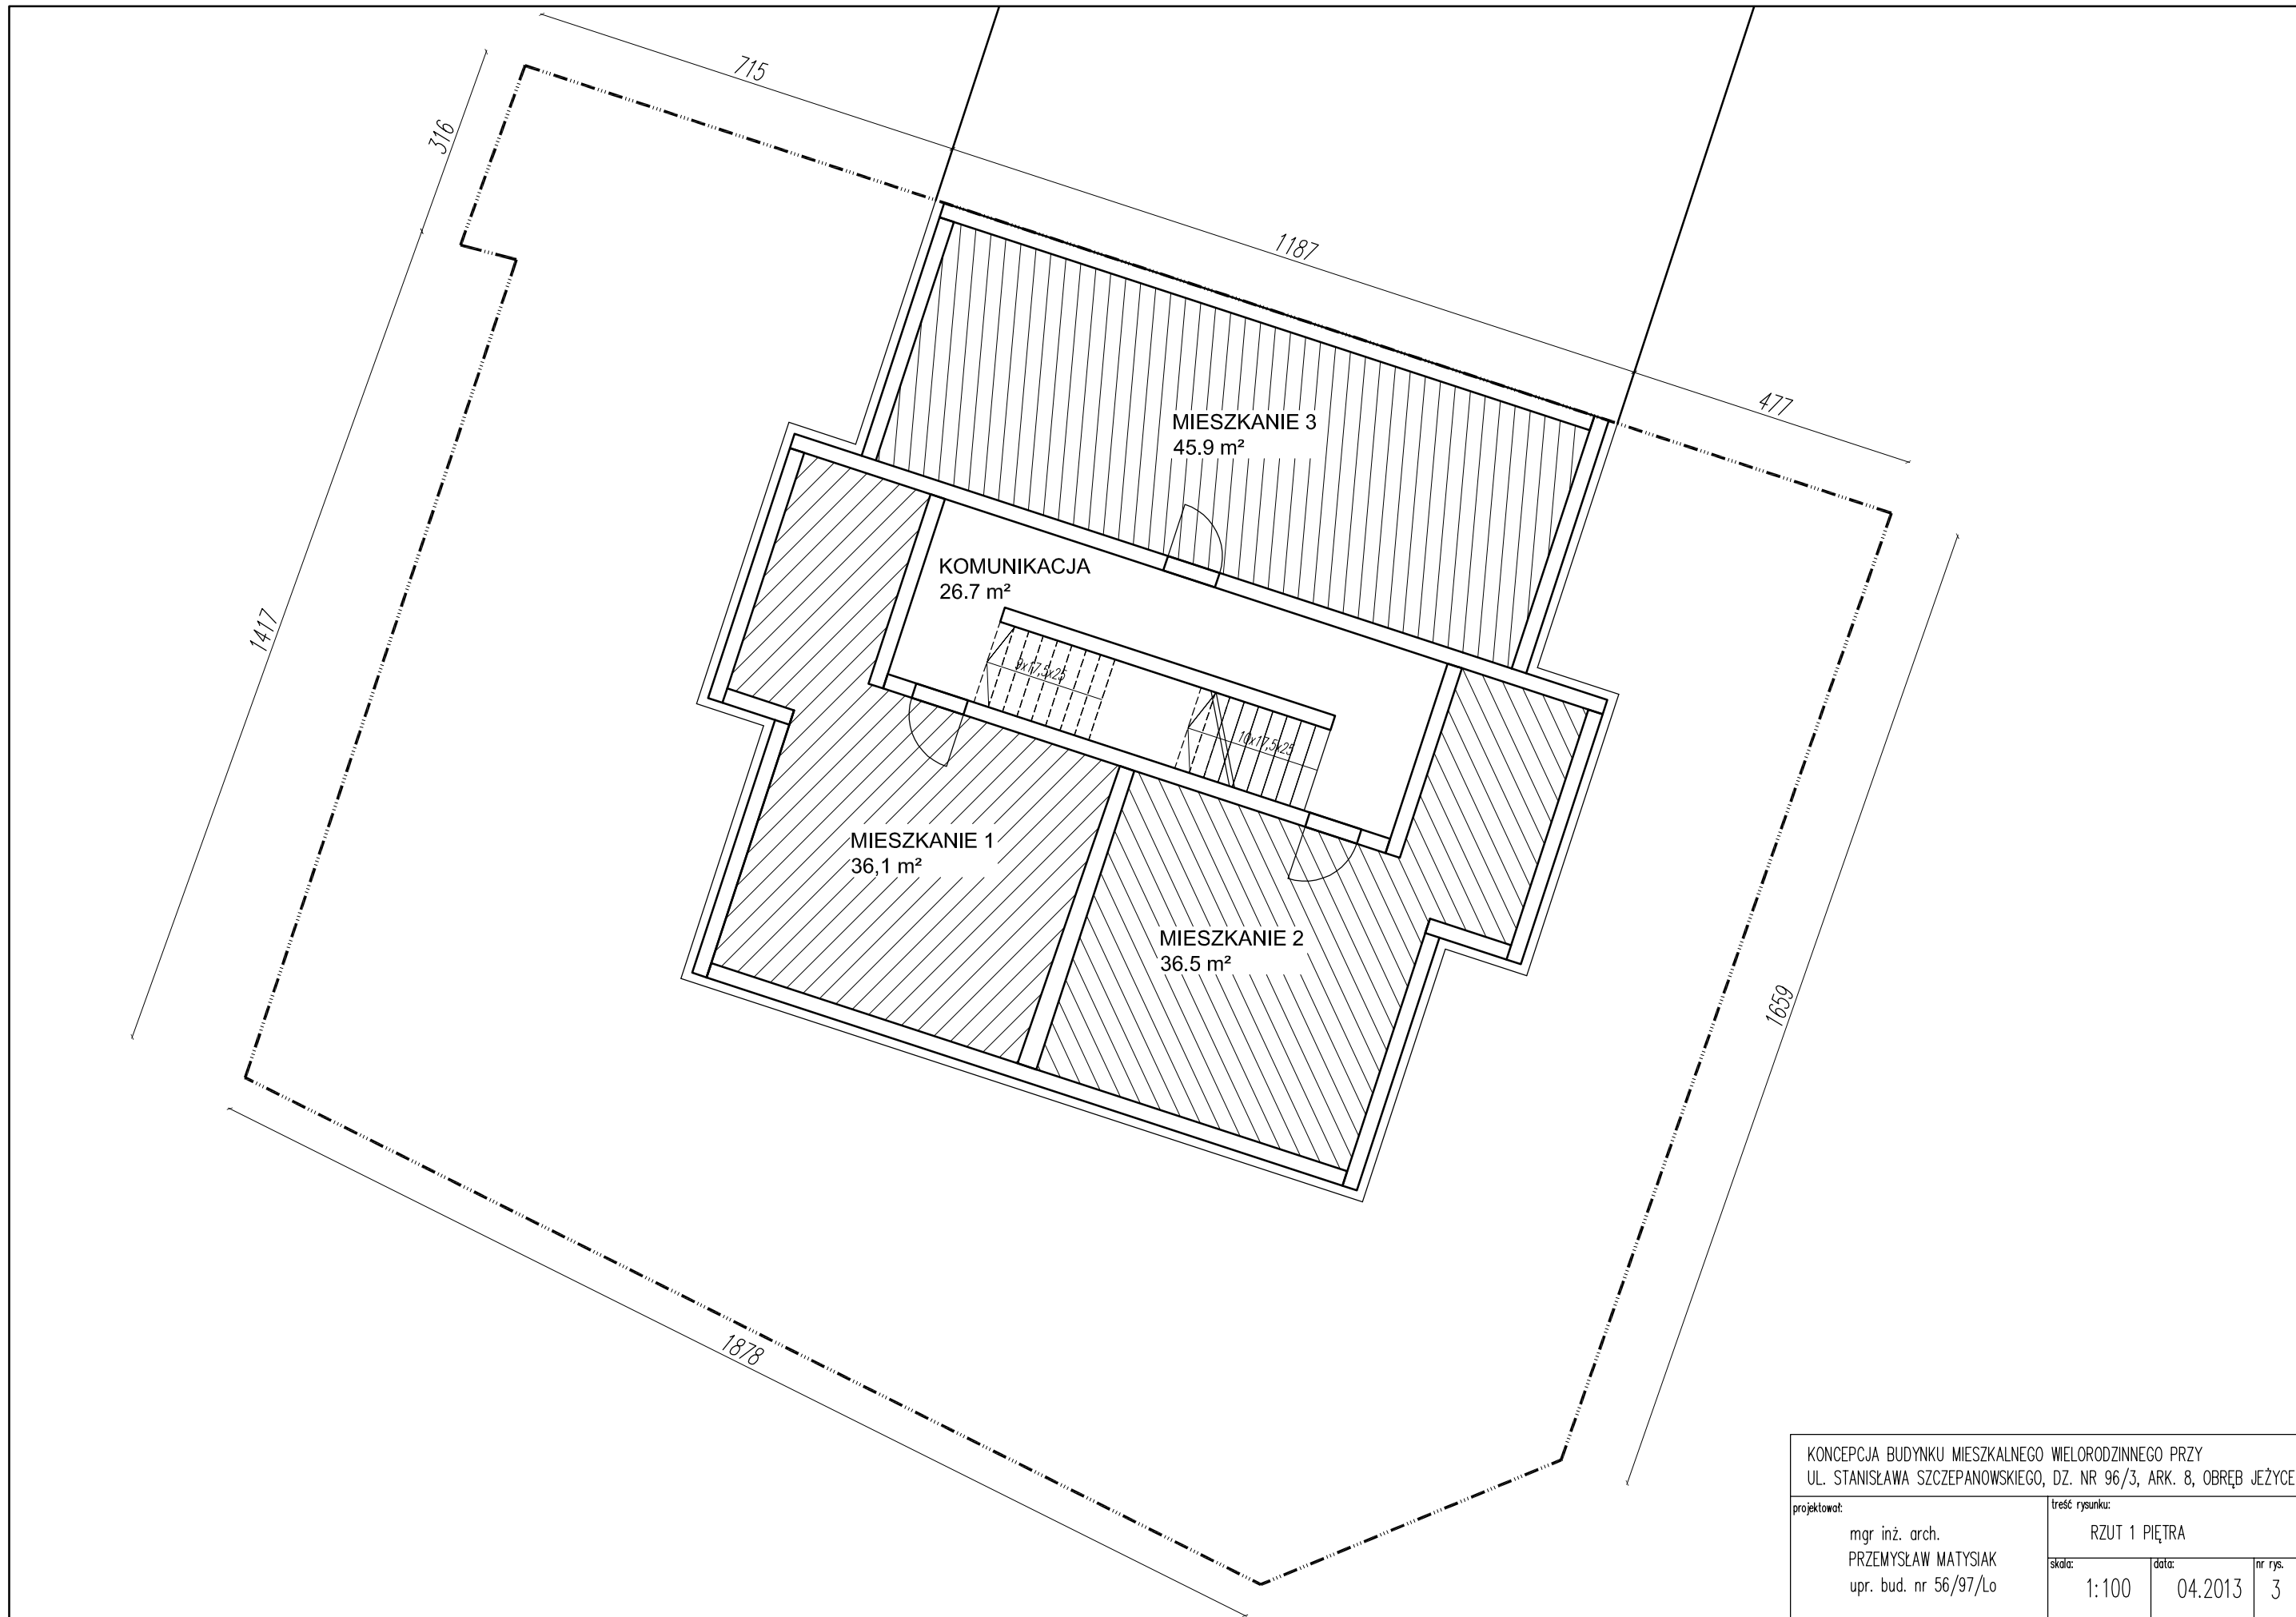 715
316
1187
477
MIESZKANIE 3
45.9 m²
KOMUNIKACJA
26.7 m²
1417
9x17,5x25
10x17,5x25
MIESZKANIE 1
36,1 m²
MIESZKANIE 2
36.5 m²
1659
1878
KONCEPCJA BUDYNKU MIESZKALNEGO WIELORODZINNEGO PRZY
UL. STANISŁAWA SZCZEPANOWSKIEGO, DZ. NR 96/3, ARK. 8, OBRĘB JEŻYCE
projektował:
mgr inż. arch.
PRZEMYSŁAW MATYSIAK
upr. bud. nr 56/97/Lo
treść rysunku:
RZUT 1 PIĘTRA
skala:
1:100
data:
04.2013
nr rys.
3